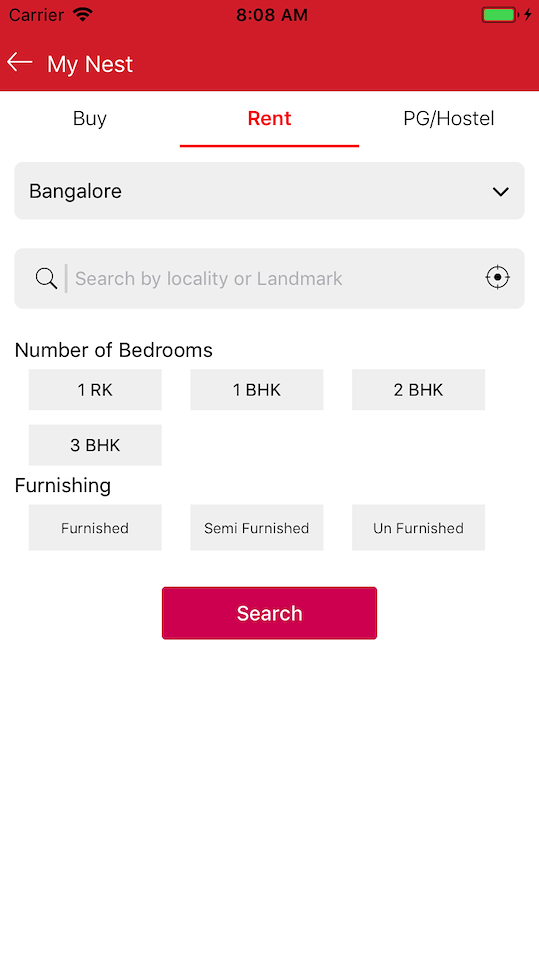 Carrier 8:08 AM
My Nest
Buy Rent PG/Hostel
Bangalore
Search by locality or Landmark
Number of Bedrooms
1 RK 1 BHK 2 BHK
3 BHK
Furnishing
Furnished Semi Furnished Un Furnished
Search